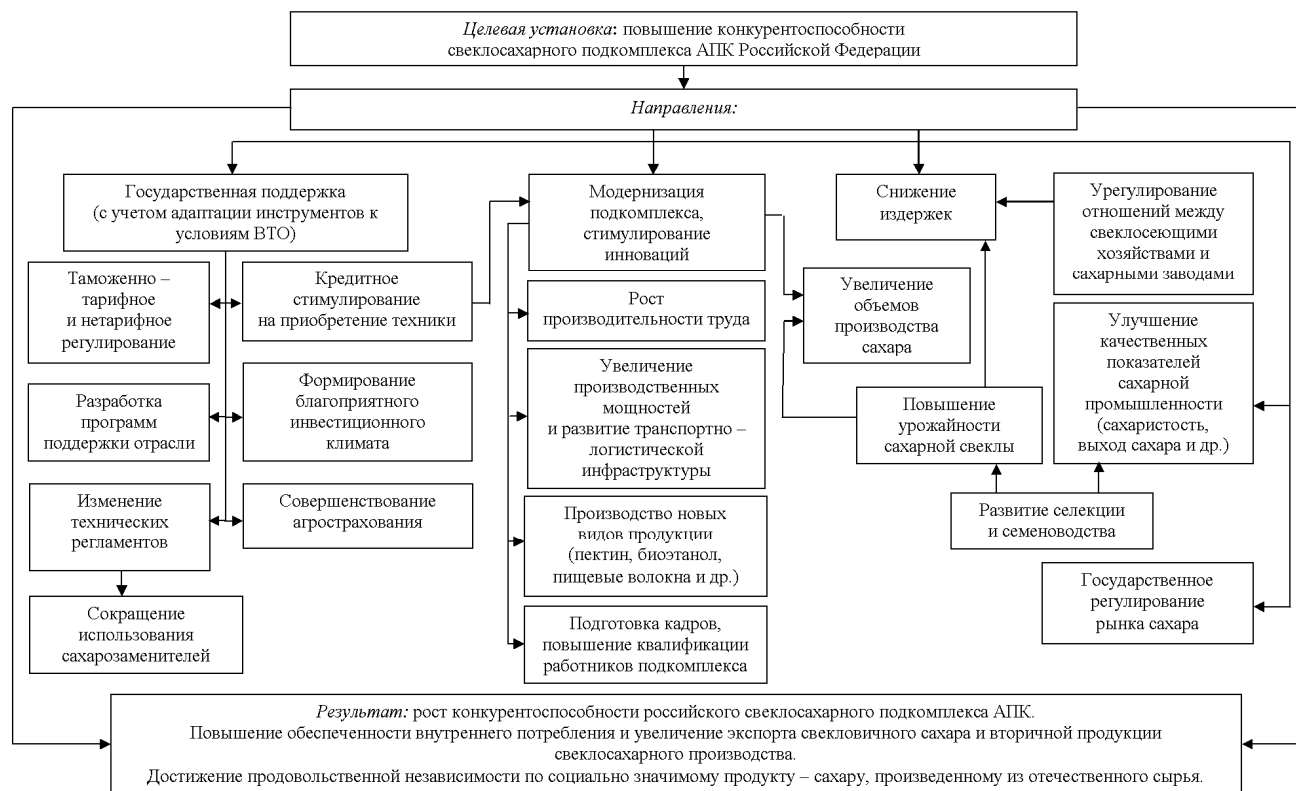 Целевая установка: повышение конкурентоспособности
свеклосахарного подкомплекса АПК Российской Федерации
Направления:
Государственная поддержка
(с учетом адаптации инструментов к
условиям ВТО)
Таможенно –
тарифное
и нетарифное
регулирование
Кредитное
стимулирование
на приобретение техники
Разработка
программ
поддержки отрасли
Формирование
благоприятного
инвестиционного
климата
Изменение
технических
регламентов
Совершенствование
агрострахования
Сокращение
использования
сахарозаменителей
Модернизация
подкомплекса,
стимулирование
инноваций
Рост
производительности труда
Увеличение
производственных
мощностей
и развитие транспортно –
логистической
инфраструктуры
Производство новых
видов продукции
(пектин, биоэтанол,
пищевые волокна и др.)
Подготовка кадров,
повышение квалификации
работников подкомплекса
Снижение
издержек
Увеличение
объемов
производства
сахара
Повышение
урожайности
сахарной свеклы
Урегулирование
отношений между
свеклосеющими
хозяйствами и
сахарными заводами
Улучшение
качественных
показателей
сахарной
промышленности
(сахаристость,
выход сахара и др.)
Развитие селекции
и семеноводства
Государственное
регулирование
рынка сахара
Результат: рост конкурентоспособности российского свеклосахарного подкомплекса АПК.
Повышение обеспеченности внутреннего потребления и увеличение экспорта свекловичного сахара и вторичной продукции
свеклосахарного производства.
Достижение продовольственной независимости по социально значимому продукту – сахару, произведенному из отечественного сырья.